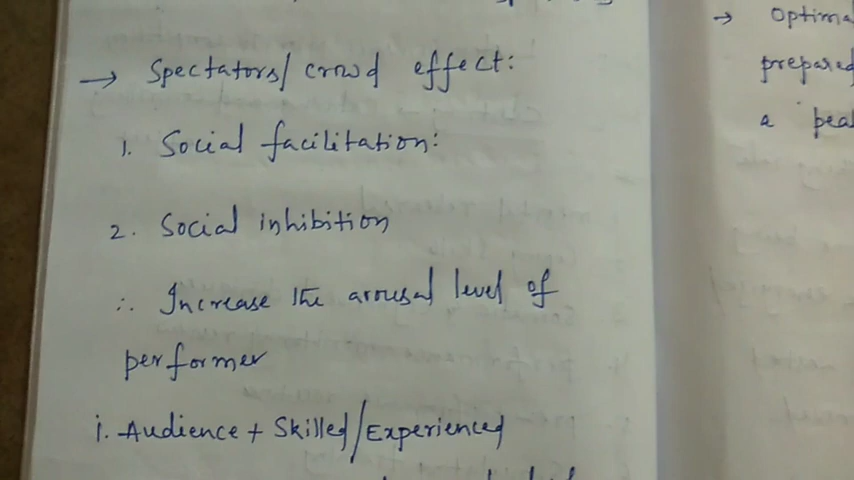 → Spectators/ crowd effect:
1. Social facilitation:
2. Social inhibition
∴ Increase the arousal level of
performer
i. Audience + Skilled/Experienced
→ Optima
prepared
a pea